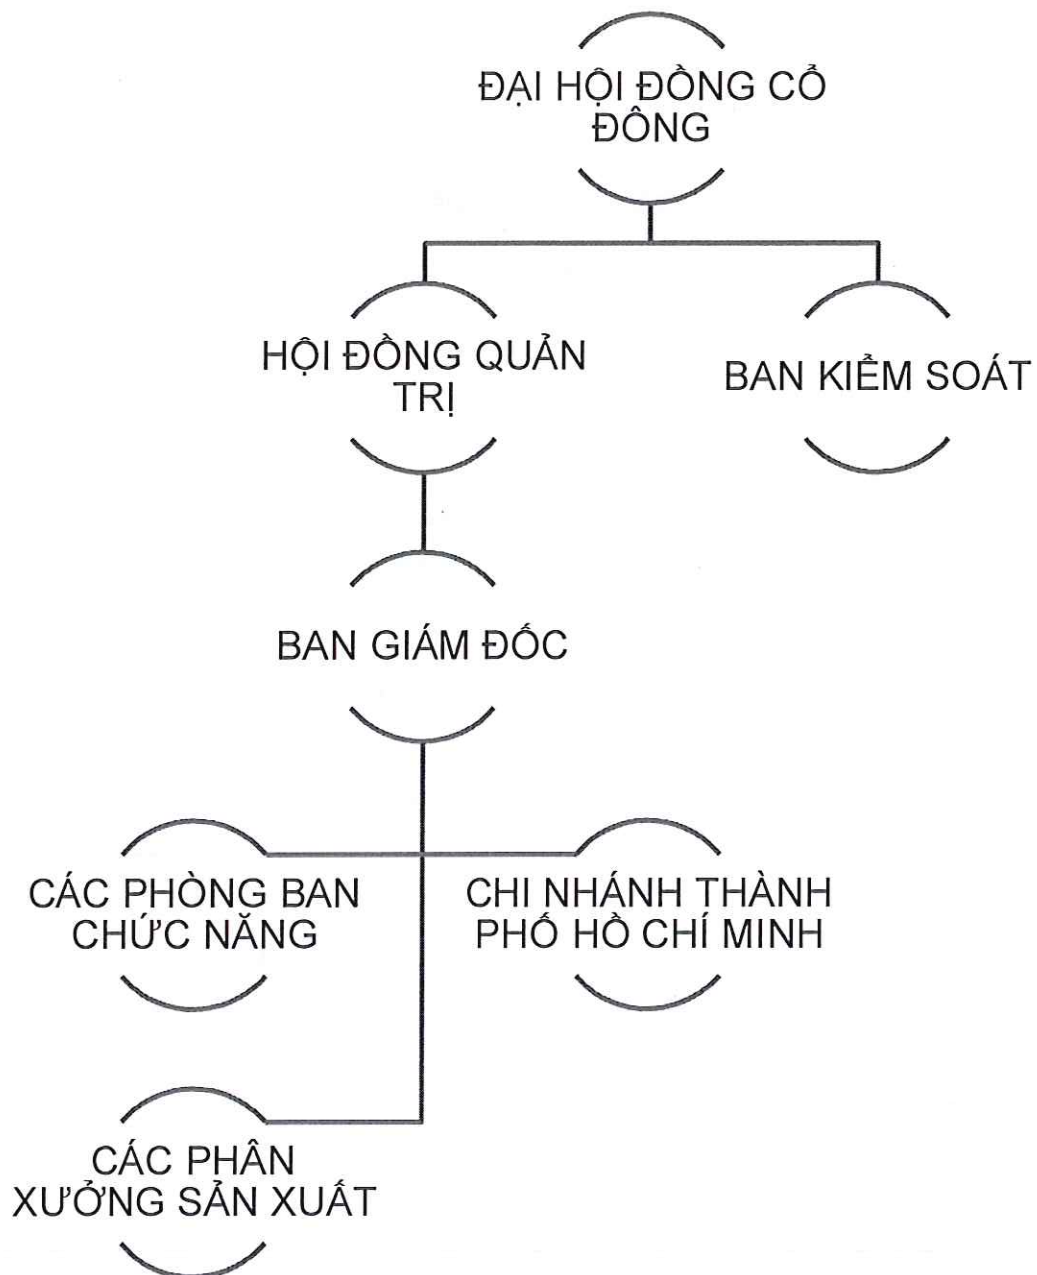 ĐẠI HỘI ĐỒNG CỔ
ĐÔNG
HỘI ĐỒNG QUẢN
TRỊ
BAN KIỂM SOÁT
BAN GIÁM ĐỐC
CÁC PHÒNG BAN
CHỨC NĂNG
CHI NHÁNH THÀNH
PHỐ HỒ CHÍ MINH
CÁC PHÂN
XƯỞNG SẢN XUẤT